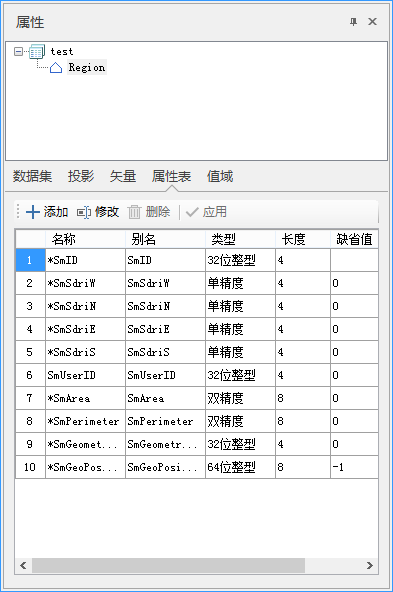 属性
test
Region
数据集 投影 矢量 属性表 值域
添加 修改 删除 应用
名称 别名 类型 长度 缺省值
1 *SmID SmID 32位整型 4
2 *SmSdriW SmSdriW 单精度 4 0
3 *SmSdriN SmSdriN 单精度 4 0
4 *SmSdriE SmSdriE 单精度 4 0
5 *SmSdriS SmSdriS 单精度 4 0
6 SmUserID SmUserID 32位整型 4 0
7 *SmArea SmArea 双精度 8 0
8 *SmPerimeter SmPerimeter 双精度 8 0
9 *SmGeomet... SmGeometr... 32位整型 4 0
10 *SmGeoPos... SmGeoPosi... 64位整型 8 -1